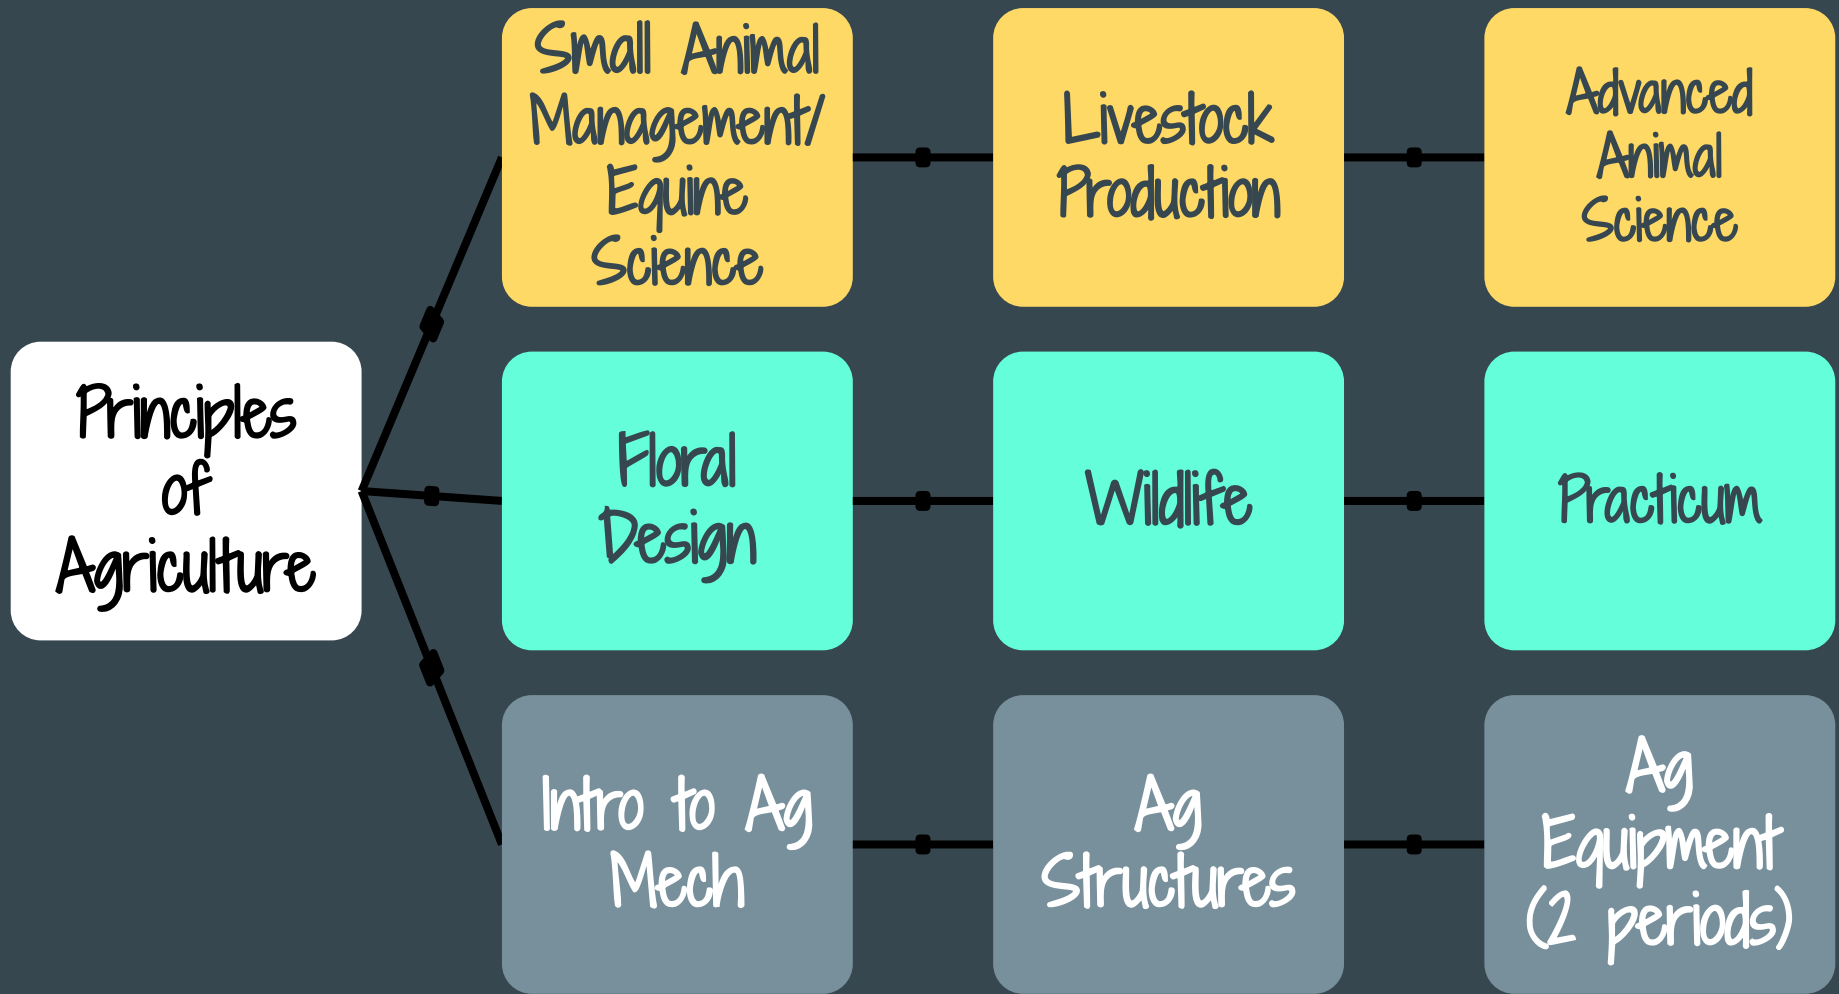 Principles
of
Agriculture
Small Animal
Management/
Equine
Science
Livestock
Production
Advanced
Animal
Science
Floral
Design
Wildlife
Practicum
Intro to Ag
Mech
Ag
Structures
Ag
Equipment
(2 periods)